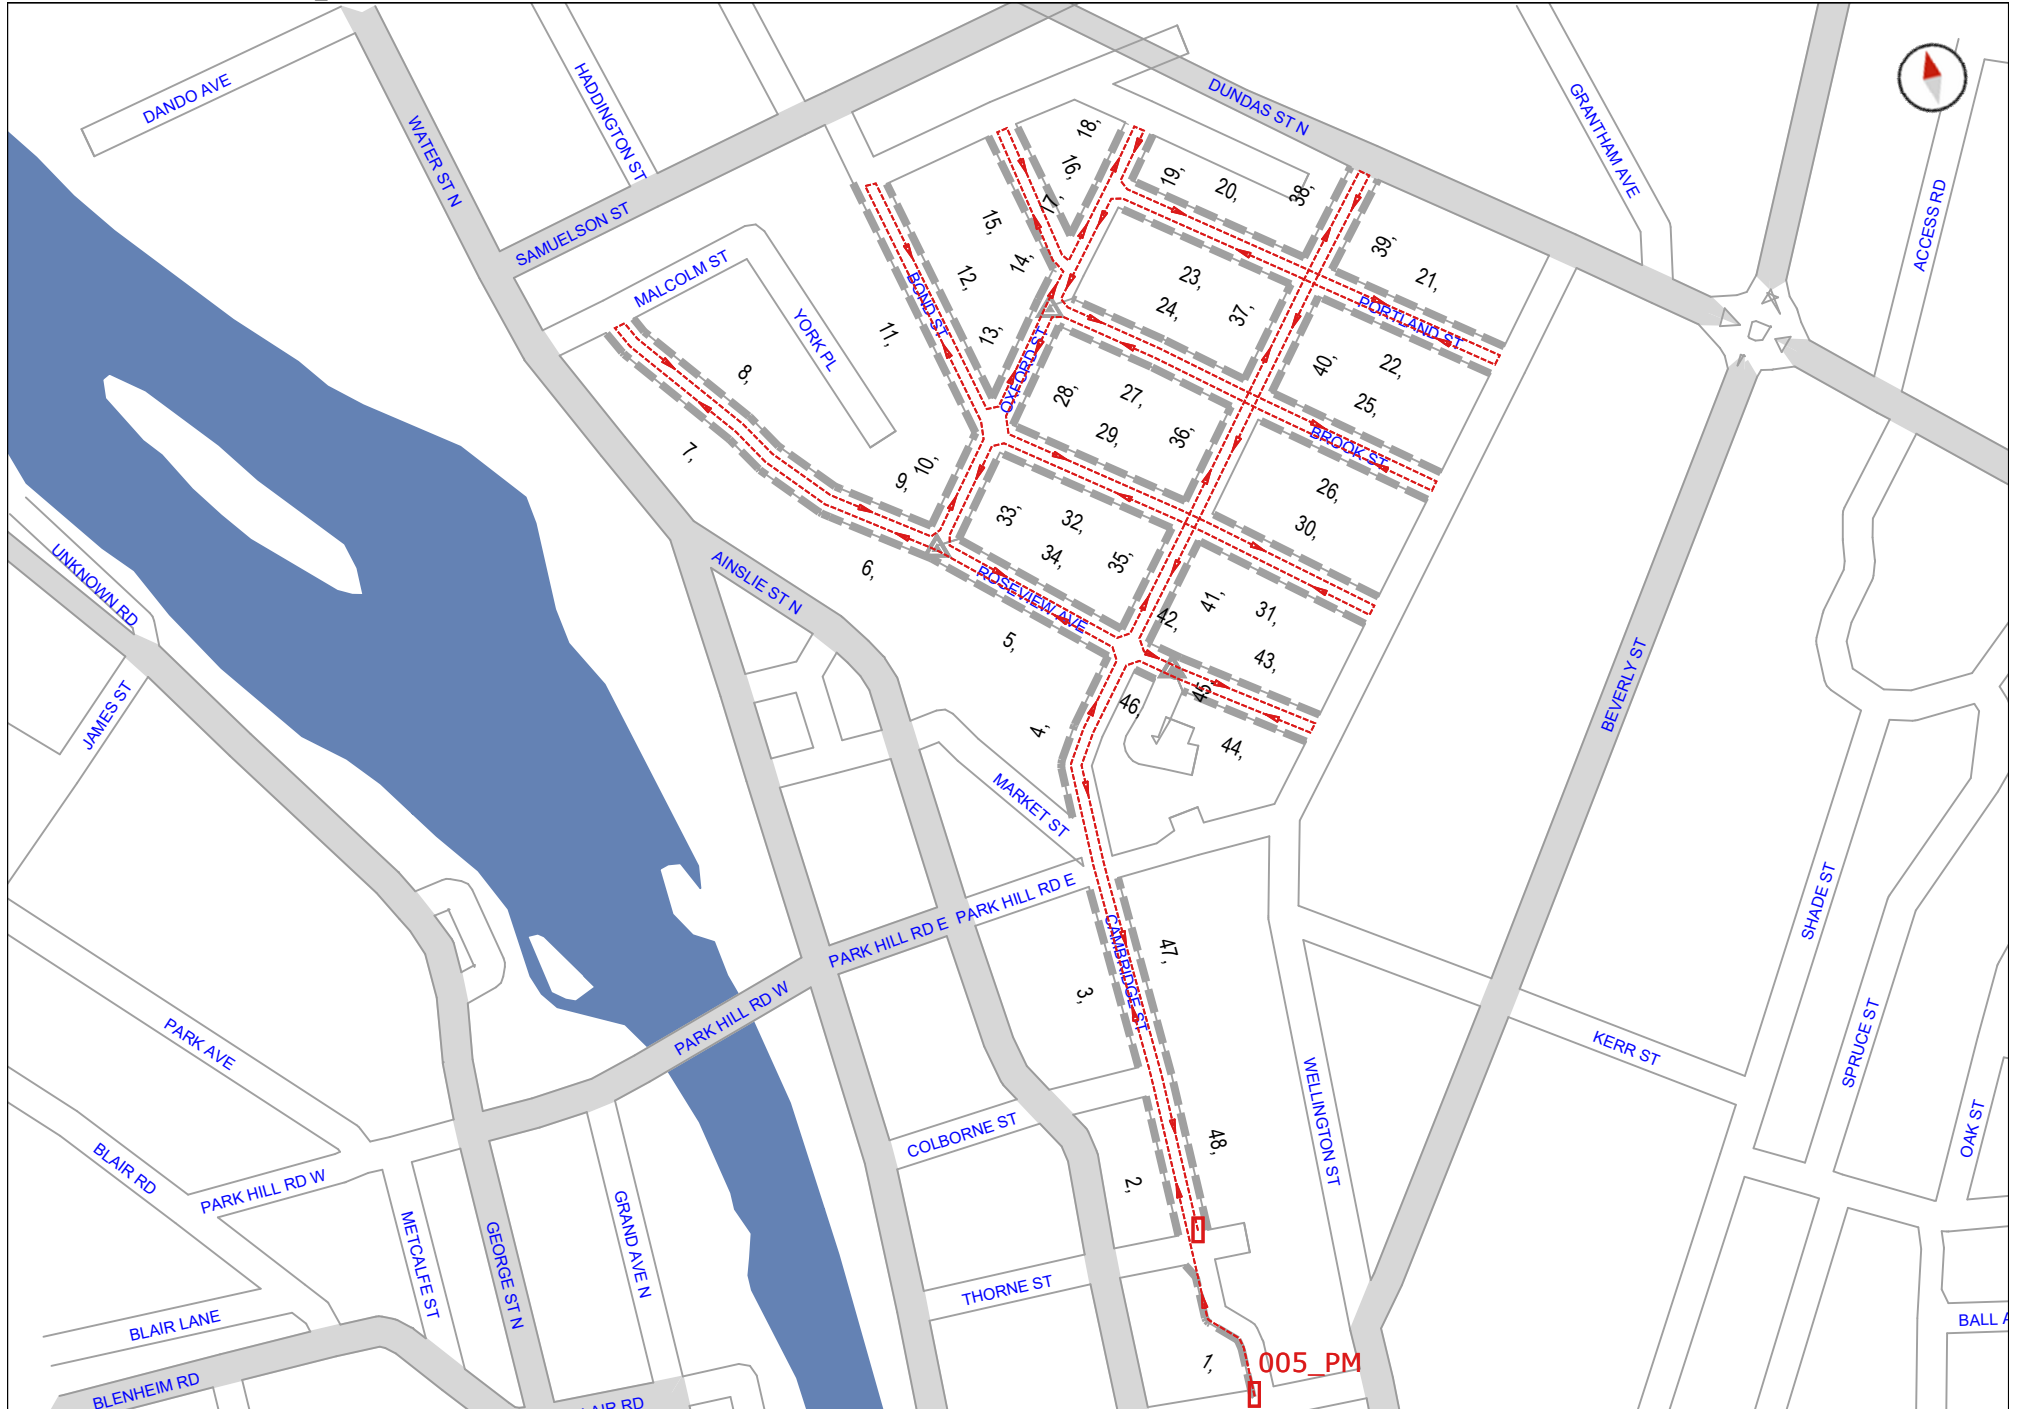 DANDO AVE
WATER ST N
HADDINGTON ST
DUNDAS ST N
GRANTHAM AVE
ACCESS RD
SAMUELSON ST
MALCOLM ST
YORK PL
BOND ST
OXFORD ST
PORTLAND ST
BROOK ST
ROSEVIEW AVE
AINSLIE ST N
UNKNOWN RD
JAMES ST
MARKET ST
BEVERLY ST
PARK HILL RD E
PARK HILL RD E
CAMBRIDGE ST
SHADE ST
PARK HILL RD W
PARK AVE
KERR ST
SPRUCE ST
WELLINGTON ST
OAK ST
COLBORNE ST
BLAIR RD
PARK HILL RD W
METCALFE ST
GEORGE ST N
GRAND AVE N
THORNE ST
BLAIR LANE
BALL A
BLENHEIM RD
AIR RD
005_PM
1,
2,
3,
4,
5,
6,
7,
8,
9,
10,
11,
12,
13,
14,
15,
16,
17,
18,
19,
20,
21,
22,
23,
24,
25,
26,
27,
28,
29,
30,
31,
32,
33,
34,
35,
36,
37,
38,
39,
40,
41,
42,
43,
44,
45,
46,
47,
48,